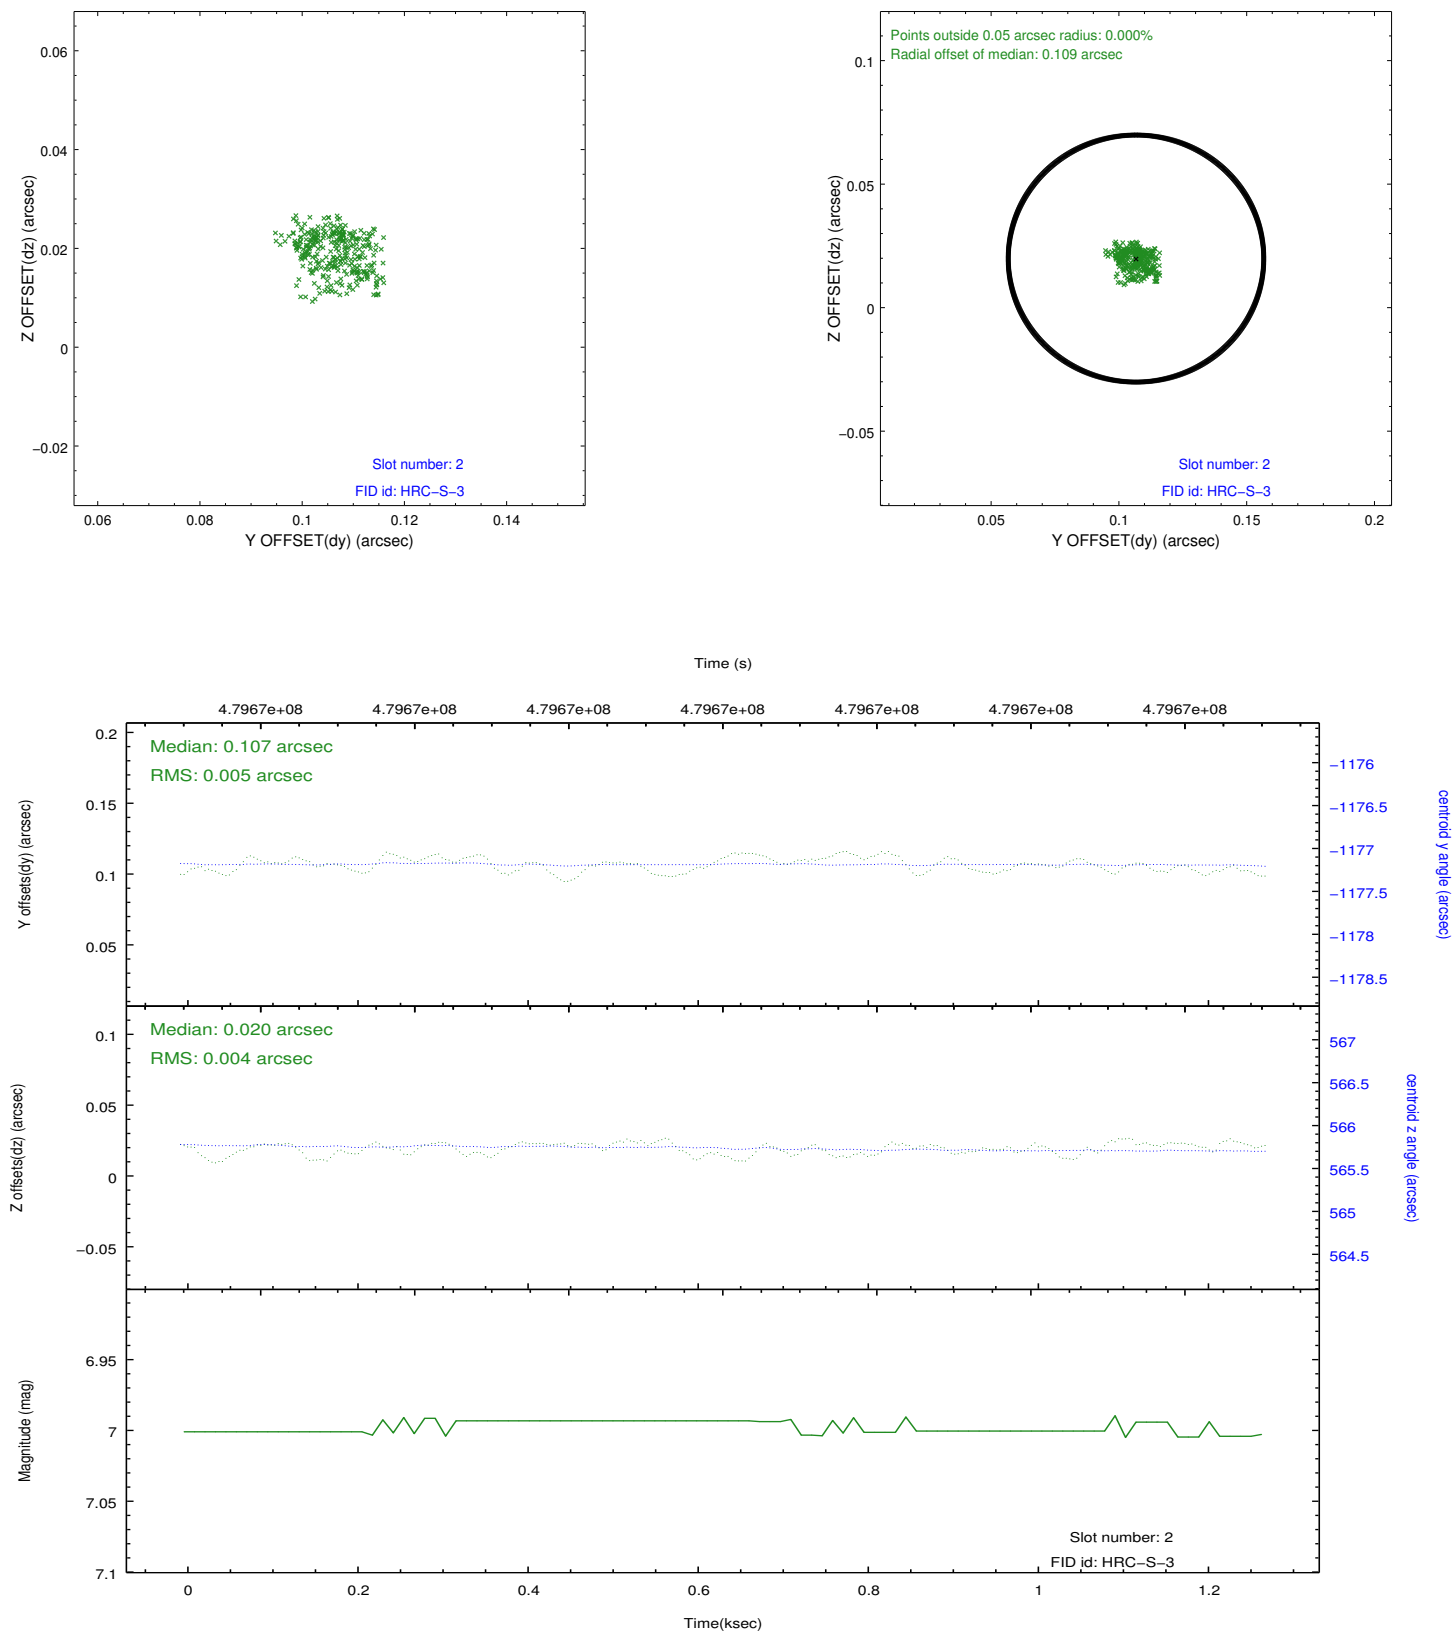 0.06
0.04
0.02
0
−0.02
Z OFFSET(dz) (arcsec)
Slot number: 2
FID id: HRC−S−3
0.06 0.08 0.1 0.12 0.14
Y OFFSET(dy) (arcsec)
Points outside 0.05 arcsec radius: 0.000%
Radial offset of median: 0.109 arcsec
0.1
0.05
0
−0.05
Z OFFSET(dz) (arcsec)
Slot number: 2
FID id: HRC−S−3
0.05 0.1 0.15 0.2
Y OFFSET(dy) (arcsec)
Time (s)
4.7967e+08 4.7967e+08 4.7967e+08 4.7967e+08 4.7967e+08 4.7967e+08 4.7967e+08
Median: 0.107 arcsec
RMS: 0.005 arcsec
0.2
0.15
0.1
0.05
Y offsets(dy) (arcsec)
−1176
−1176.5
−1177
−1177.5
−1178
−1178.5
centroid y angle (arcsec)
Median: 0.020 arcsec
RMS: 0.004 arcsec
0.1
0.05
0
−0.05
Z offsets(dz) (arcsec)
567
566.5
566
565.5
565
564.5
centroid z angle (arcsec)
6.95
7
7.05
7.1
Magnitude (mag)
Slot number: 2
FID id: HRC−S−3
0 0.2 0.4 0.6 0.8 1 1.2
Time(ksec)